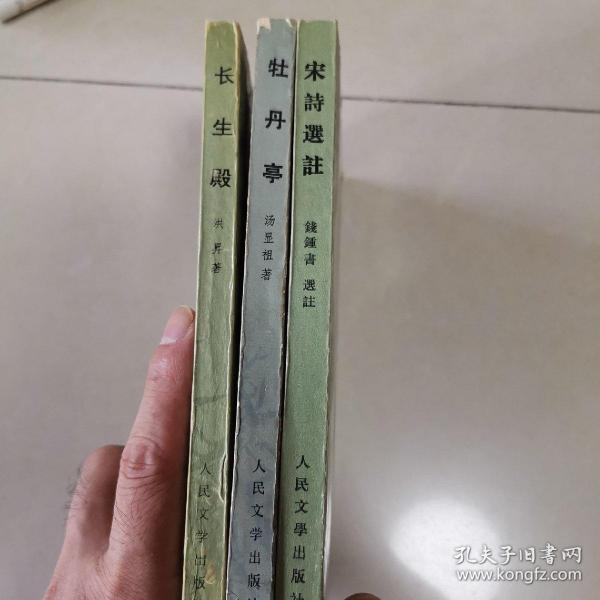 长生殿
洪昇著
人民文学出版
牡丹亭
汤显祖著
人民文学出版社
宋詩選註
錢鍾書 選註
人民文學出版社
孔夫子旧书网
www.kongfz.com